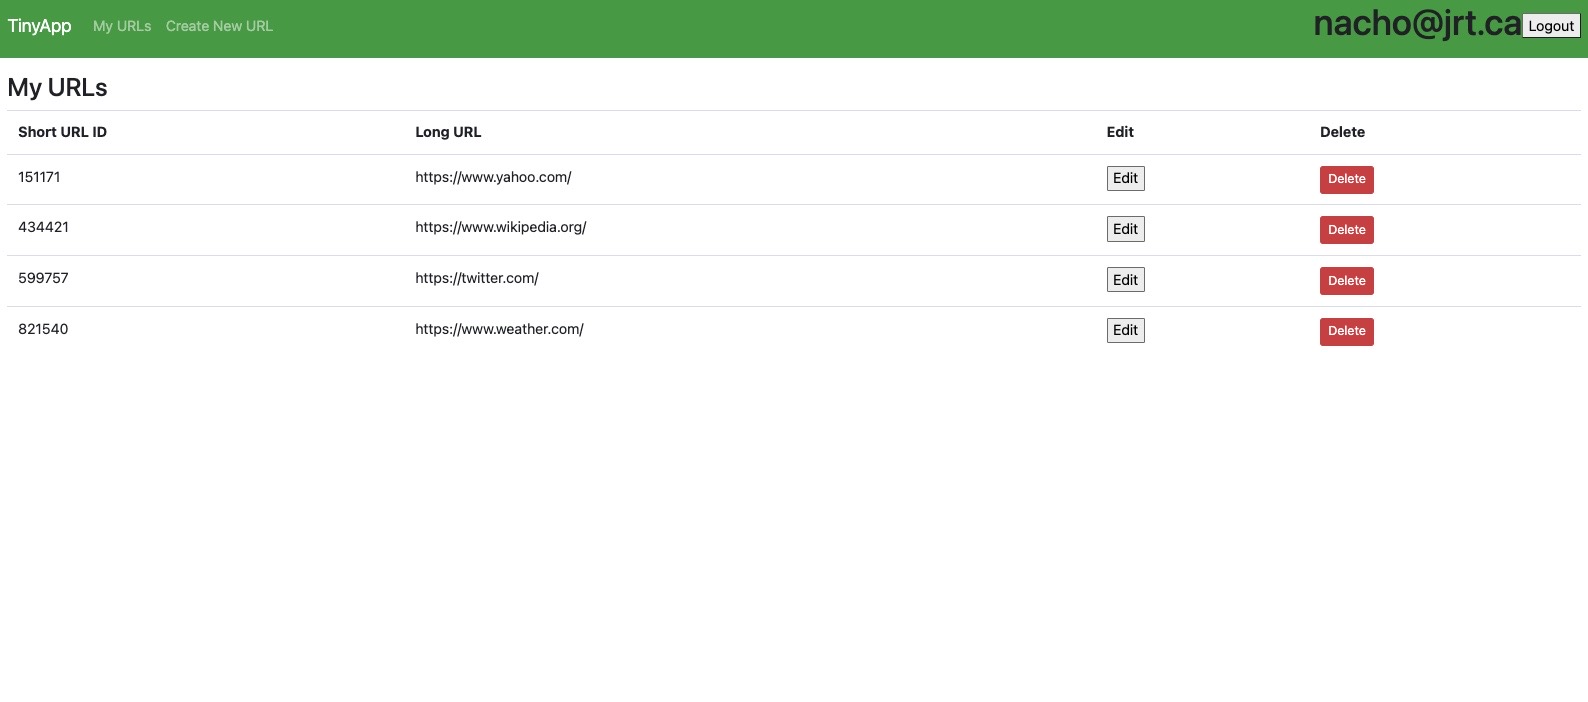 TinyApp My URLs Create New URL nacho@jrt.ca Logout
My URLs
Short URL ID Long URL Edit Delete
151171 https://www.yahoo.com/ Edit Delete
434421 https://www.wikipedia.org/ Edit Delete
599757 https://twitter.com/ Edit Delete
821540 https://www.weather.com/ Edit Delete